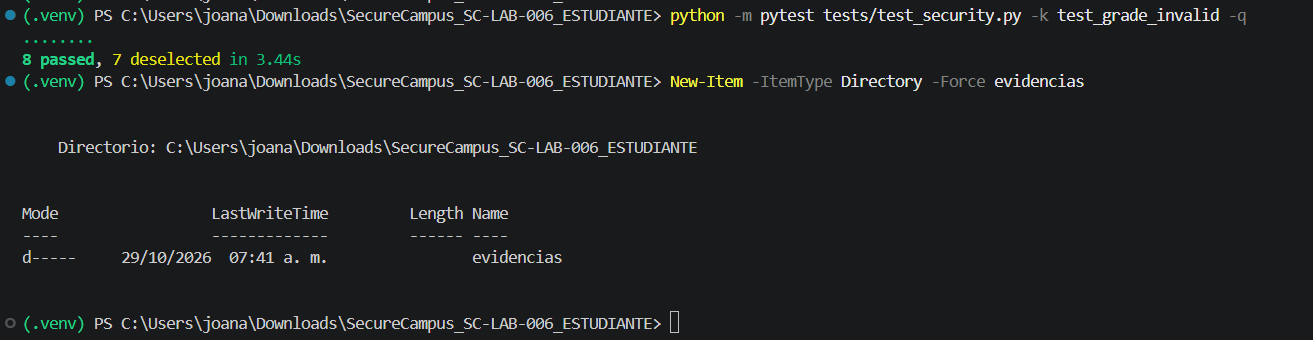 (.venv) PS C:\Users\joana\Downloads\SecureCampus_SC-LAB-006_ESTUDIANTE> python -m pytest tests/test_security.py -k test_grade_invalid -q
........
8 passed, 7 deselected in 3.44s
(.venv) PS C:\Users\joana\Downloads\SecureCampus_SC-LAB-006_ESTUDIANTE> New-Item -ItemType Directory -Force evidencias
Directorio: C:\Users\joana\Downloads\SecureCampus_SC-LAB-006_ESTUDIANTE
Mode                 LastWriteTime         Length Name
----                 -------------         ------ ----
d-----     29/10/2026  07:41 a. m.                evidencias
(.venv) PS C:\Users\joana\Downloads\SecureCampus_SC-LAB-006_ESTUDIANTE>